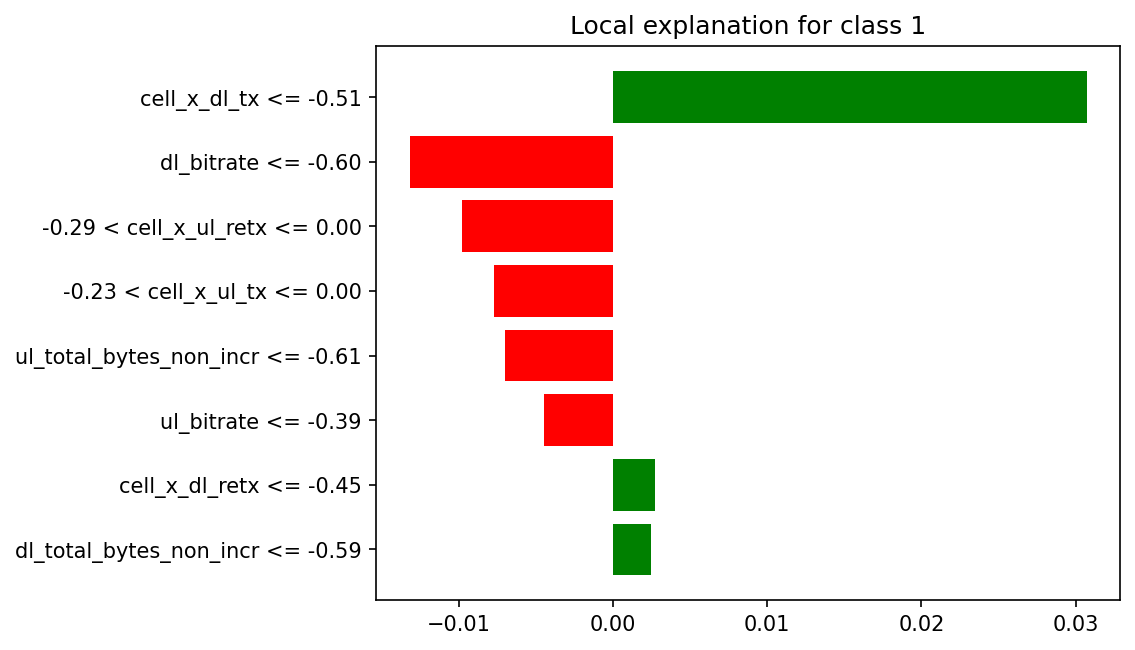 Local explanation for class 1
cell_x_dl_tx <= -0.51
dl_bitrate <= -0.60
-0.29 < cell_x_ul_retx <= 0.00
-0.23 < cell_x_ul_tx <= 0.00
ul_total_bytes_non_incr <= -0.61
ul_bitrate <= -0.39
cell_x_dl_retx <= -0.45
dl_total_bytes_non_incr <= -0.59
−0.01 0.00 0.01 0.02 0.03